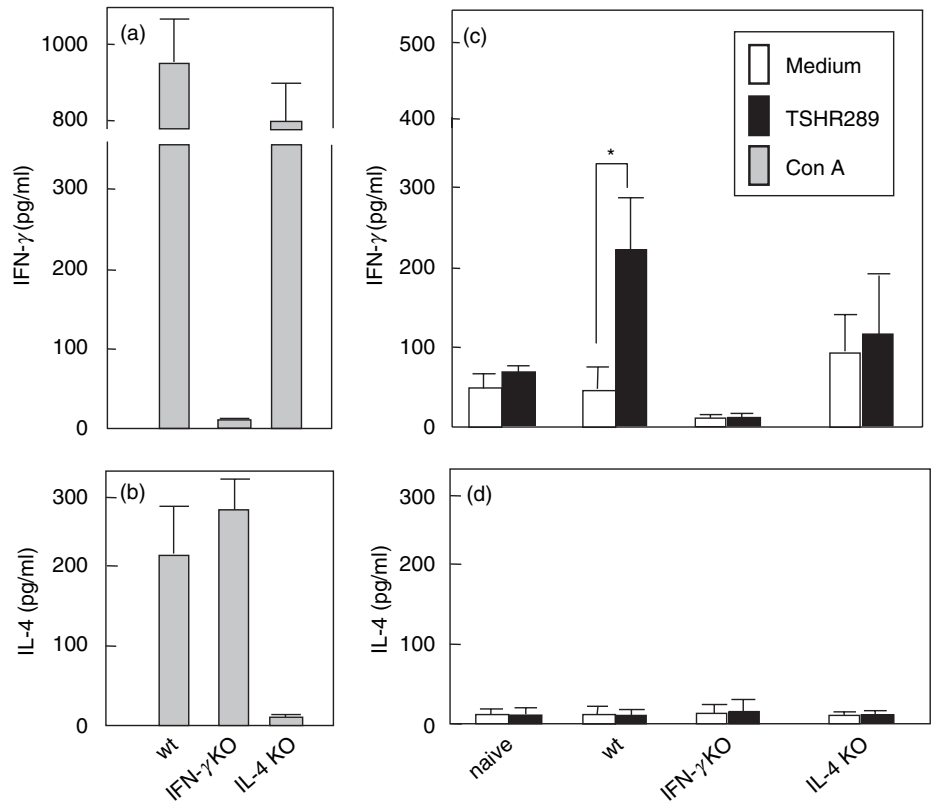 (a)
1000
800
300
200
100
0
IFN-γ (pg/ml)
(b)
300
200
100
0
IL-4 (pg/ml)
wt
IFN-γ KO
IL-4 KO
(c)
500
400
300
200
100
0
IFN-γ (pg/ml)
*
Medium
TSHR289
Con A
(d)
300
200
100
0
IL-4 (pg/ml)
naive
wt
IFN-γ KO
IL-4 KO